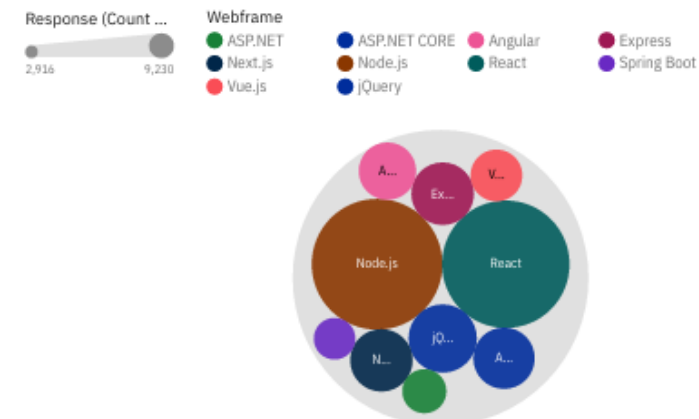 Response (Count ...
2,916
9,230
Webframe
ASP.NET
ASP.NET CORE
Angular
Express
Next.js
Node.js
React
Spring Boot
Vue.js
jQuery
A...
Ex...
V...
Node.js
React
jQ...
N...
A...